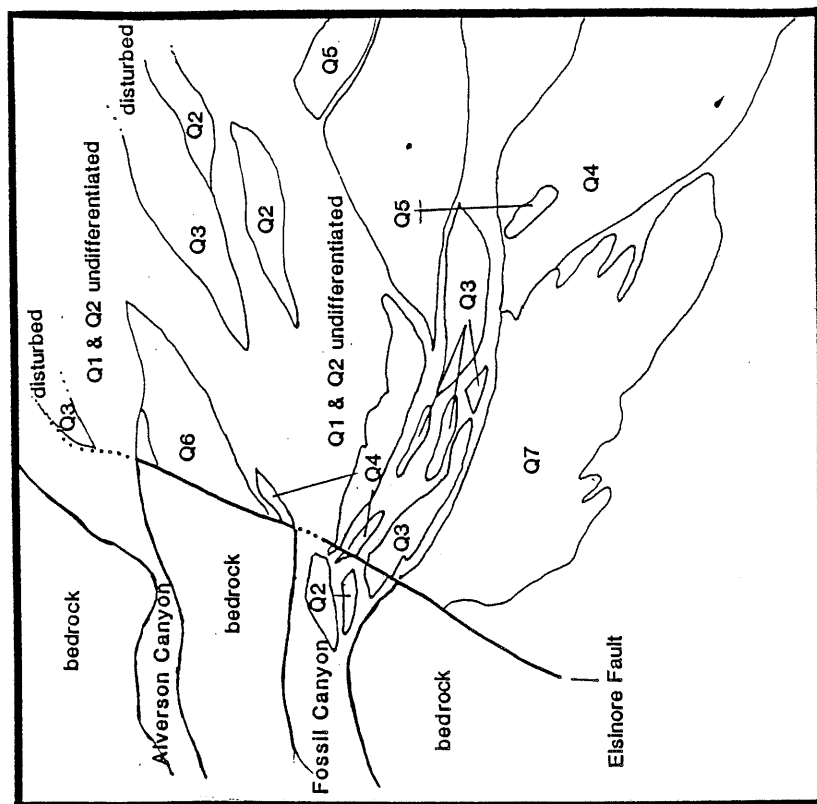 disturbed
Q3
bedrock
Q1 & Q2 undifferentiated
disturbed
Alverson Canyon
Q6
Q3
Q2
bedrock
Q2
Fossil Canyon
Q2
Q1 & Q2 undifferentiated
Q5
Q4
Q3
Q5
bedrock
Q3
Q7
Q4
Elsinore Fault